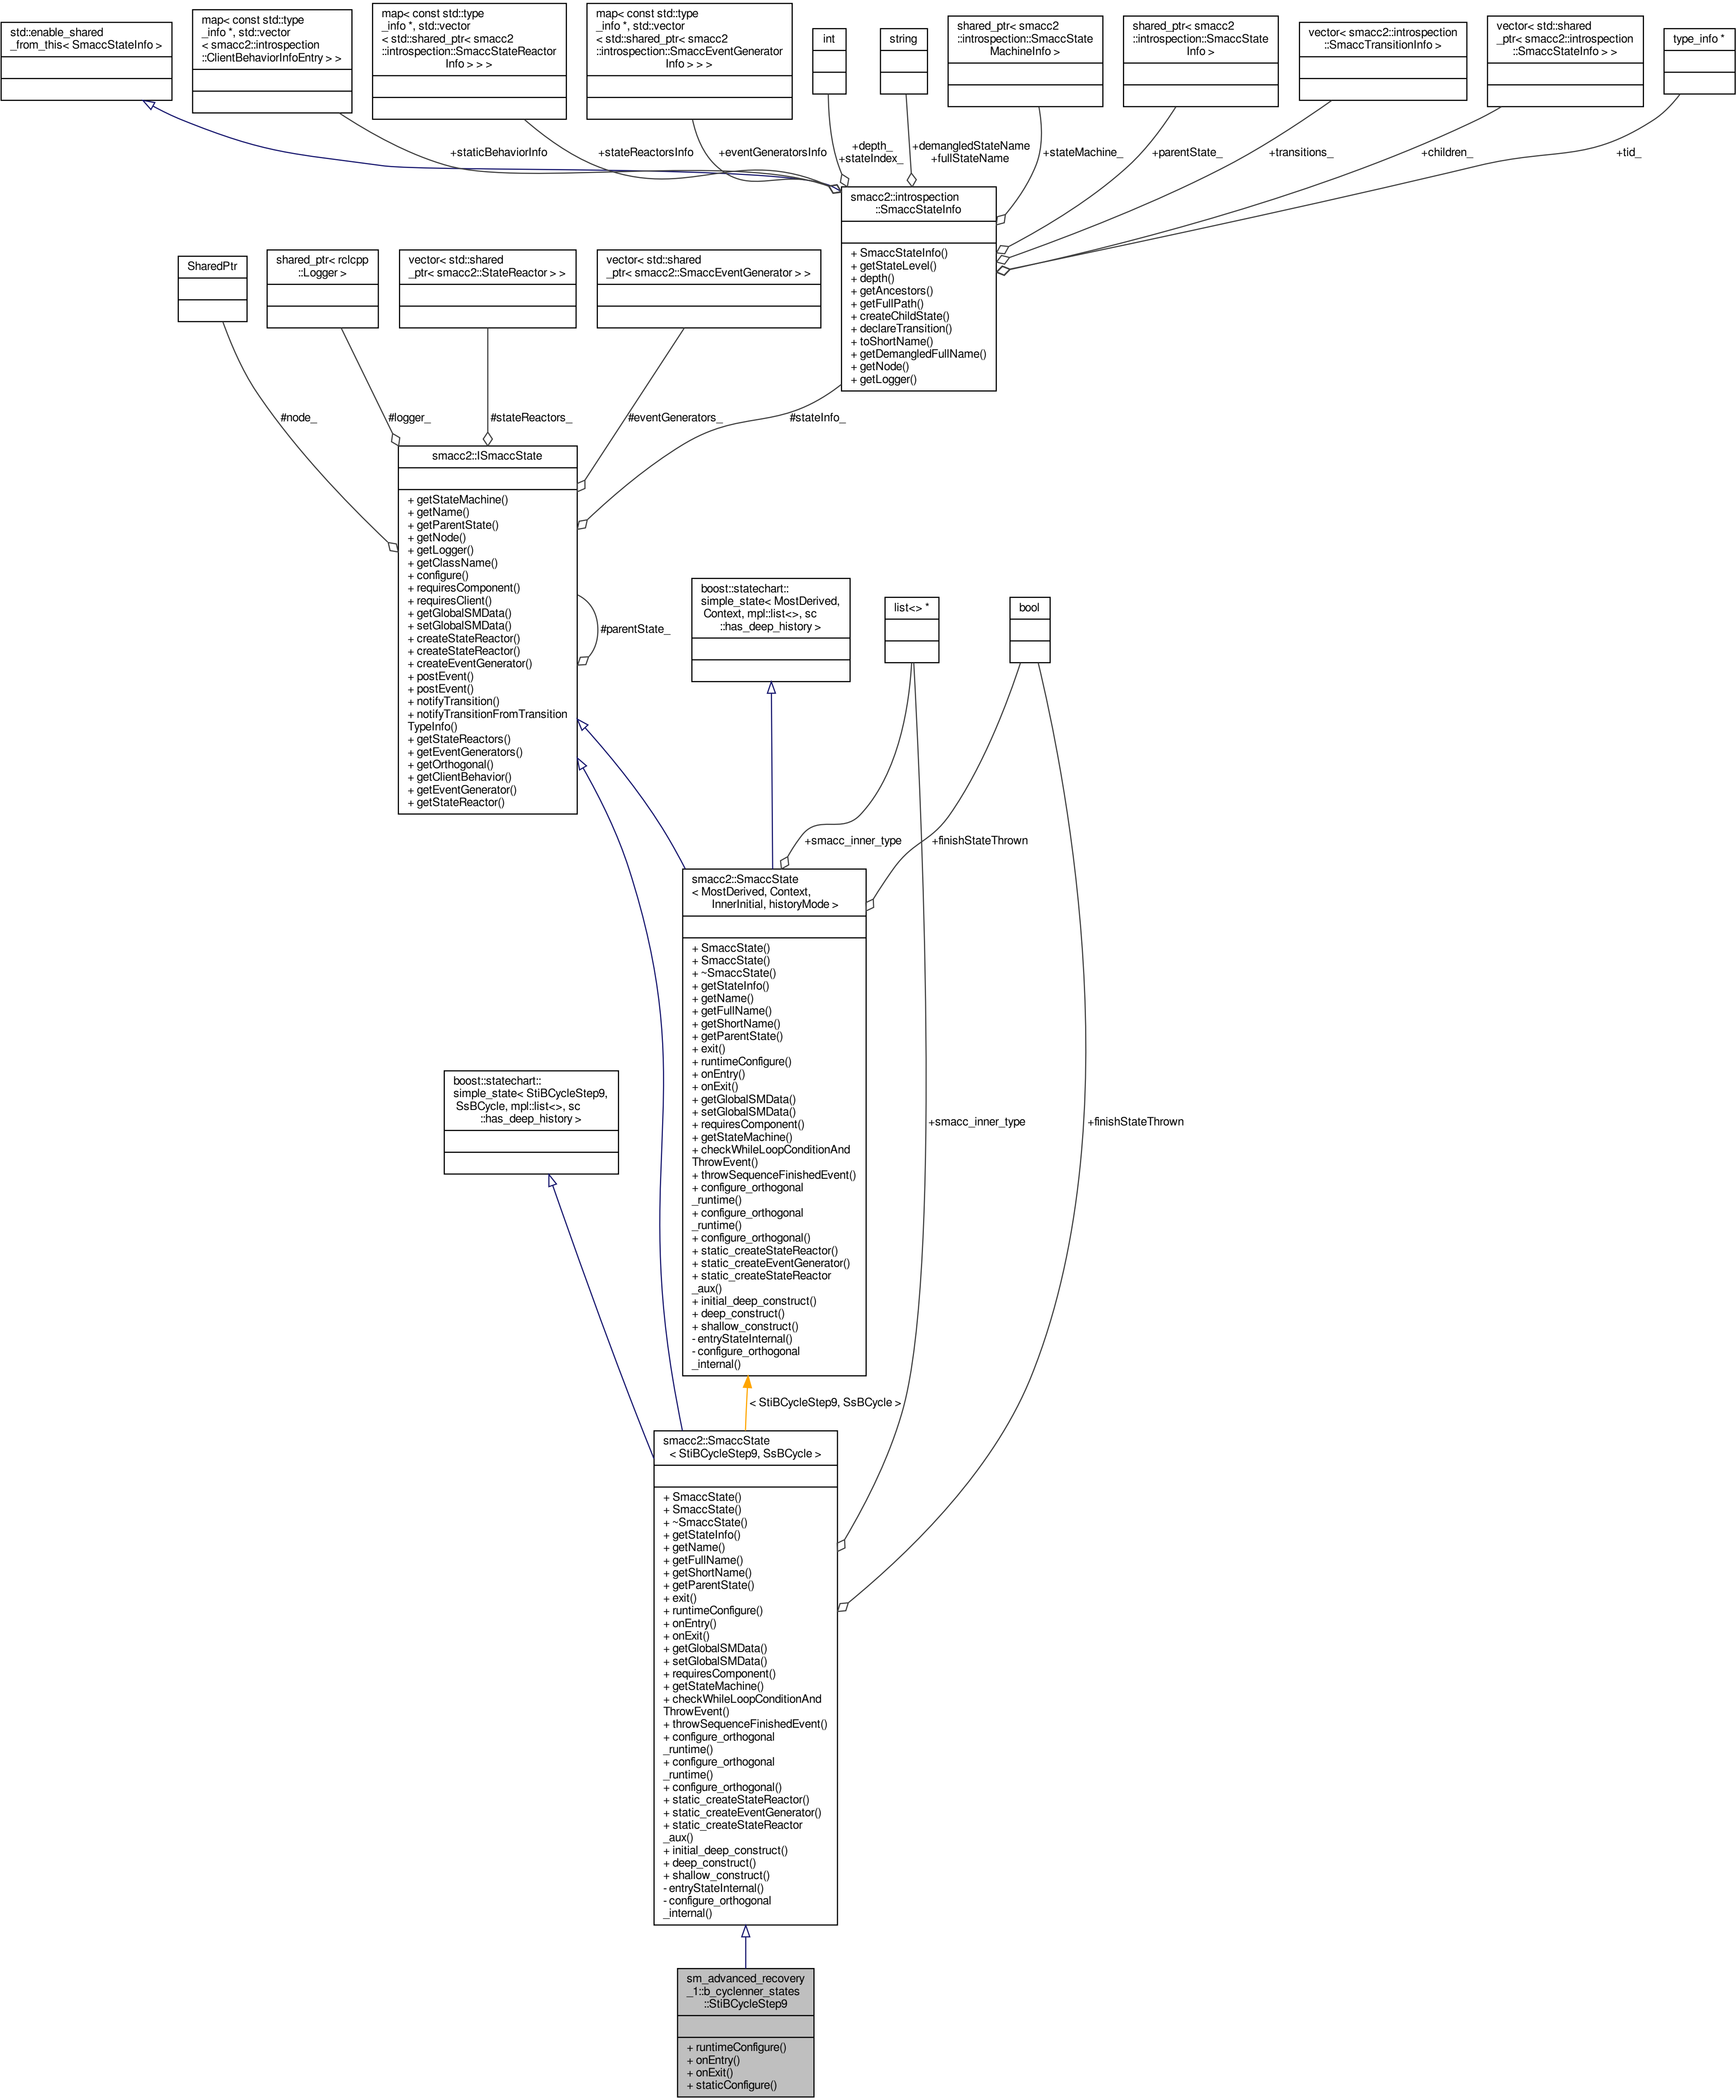 std::enable_shared
_from_this< SmaccStateInfo >
map< const std::type
_info *, std::vector
< smacc2::introspection
::ClientBehaviorInfoEntry > >
map< const std::type
_info *, std::vector
< std::shared_ptr< smacc2
::introspection::SmaccStateReactor
Info > > >
map< const std::type
_info *, std::vector
< std::shared_ptr< smacc2
::introspection::SmaccEventGenerator
Info > > >
int
string
shared_ptr< smacc2
::introspection::SmaccState
MachineInfo >
shared_ptr< smacc2
::introspection::SmaccState
Info >
vector< smacc2::introspection
::SmaccTransitionInfo >
vector< std::shared
_ptr< smacc2::introspection
::SmaccStateInfo > >
type_info *
+staticBehaviorInfo
+stateReactorsInfo
+eventGeneratorsInfo
+depth_
+stateIndex_
+demangledStateName
+fullStateName
+stateMachine_
+parentState_
+transitions_
+children_
+tid_
smacc2::introspection
::SmaccStateInfo
+ SmaccStateInfo()
+ getStateLevel()
+ depth()
+ getAncestors()
+ getFullPath()
+ createChildState()
+ declareTransition()
+ toShortName()
+ getDemangledFullName()
+ getNode()
+ getLogger()
SharedPtr
shared_ptr< rclcpp
::Logger >
vector< std::shared
_ptr< smacc2::StateReactor > >
vector< std::shared
_ptr< smacc2::SmaccEventGenerator > >
#node_
#logger_
#stateReactors_
#eventGenerators_
#stateInfo_
smacc2::ISmaccState
+ getStateMachine()
+ getName()
+ getParentState()
+ getNode()
+ getLogger()
+ getClassName()
+ configure()
+ requiresComponent()
+ requiresClient()
+ getGlobalSMData()
+ setGlobalSMData()
+ createStateReactor()
+ createStateReactor()
+ createEventGenerator()
+ postEvent()
+ postEvent()
+ notifyTransition()
+ notifyTransitionFromTransition
TypeInfo()
+ getStateReactors()
+ getEventGenerators()
+ getOrthogonal()
+ getClientBehavior()
+ getEventGenerator()
+ getStateReactor()
#parentState_
boost::statechart::
simple_state< MostDerived,
Context, mpl::list<>, sc
::has_deep_history >
list<> *
bool
+smacc_inner_type
+finishStateThrown
smacc2::SmaccState
< MostDerived, Context,
InnerInitial, historyMode >
+ SmaccState()
+ SmaccState()
+ ~SmaccState()
+ getStateInfo()
+ getName()
+ getFullName()
+ getShortName()
+ getParentState()
+ exit()
+ runtimeConfigure()
+ onEntry()
+ onExit()
+ getGlobalSMData()
+ setGlobalSMData()
+ requiresComponent()
+ getStateMachine()
+ checkWhileLoopConditionAnd
ThrowEvent()
+ throwSequenceFinishedEvent()
+ configure_orthogonal
_runtime()
+ configure_orthogonal
_runtime()
+ configure_orthogonal()
+ static_createStateReactor()
+ static_createEventGenerator()
+ static_createStateReactor
_aux()
+ initial_deep_construct()
+ deep_construct()
+ shallow_construct()
- entryStateInternal()
- configure_orthogonal
_internal()
boost::statechart::
simple_state< StiBCycleStep9,
SsBCycle, mpl::list<>, sc
::has_deep_history >
+smacc_inner_type
+finishStateThrown
< StiBCycleStep9, SsBCycle >
smacc2::SmaccState
< StiBCycleStep9, SsBCycle >
+ SmaccState()
+ SmaccState()
+ ~SmaccState()
+ getStateInfo()
+ getName()
+ getFullName()
+ getShortName()
+ getParentState()
+ exit()
+ runtimeConfigure()
+ onEntry()
+ onExit()
+ getGlobalSMData()
+ setGlobalSMData()
+ requiresComponent()
+ getStateMachine()
+ checkWhileLoopConditionAnd
ThrowEvent()
+ throwSequenceFinishedEvent()
+ configure_orthogonal
_runtime()
+ configure_orthogonal
_runtime()
+ configure_orthogonal()
+ static_createStateReactor()
+ static_createEventGenerator()
+ static_createStateReactor
_aux()
+ initial_deep_construct()
+ deep_construct()
+ shallow_construct()
- entryStateInternal()
- configure_orthogonal
_internal()
sm_advanced_recovery
_1::b_cyclenner_states
::StiBCycleStep9
+ runtimeConfigure()
+ onEntry()
+ onExit()
+ staticConfigure()